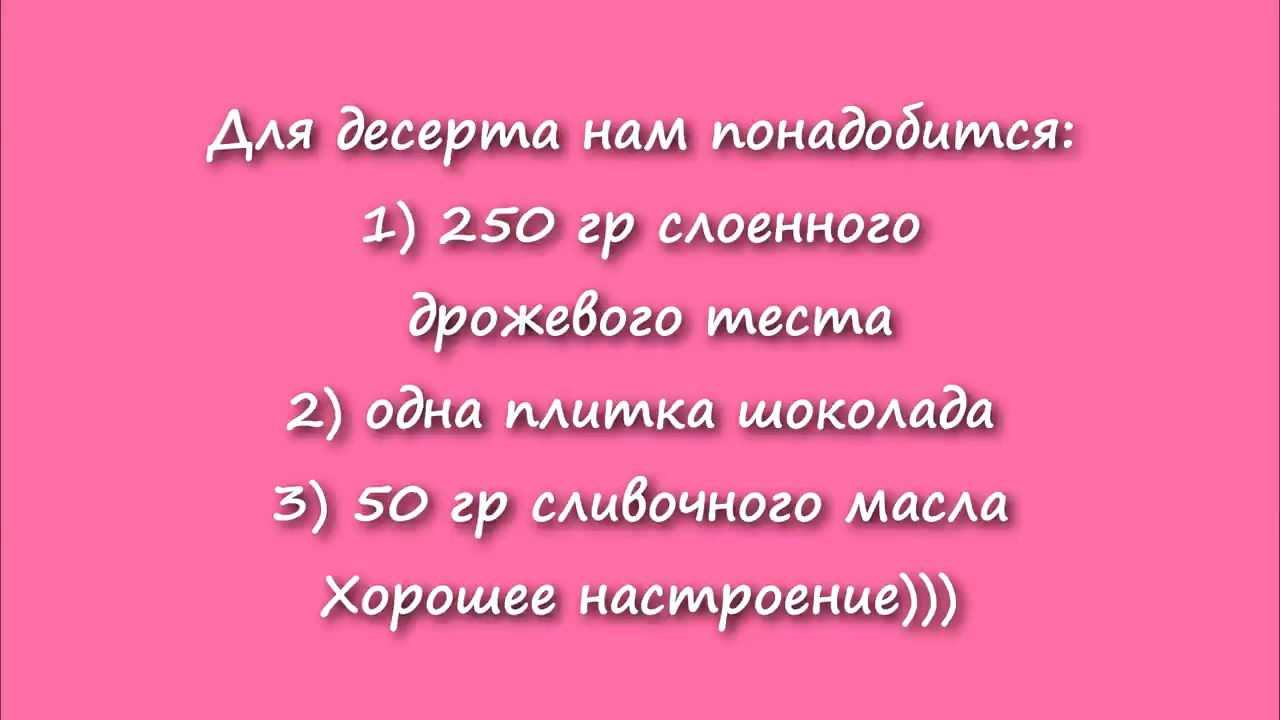 Для десерта нам понадобится:
1) 250 гр слоенного
дрожевого теста
2) одна плитка шоколада
3) 50 гр сливочного масла
Хорошее настроение)))